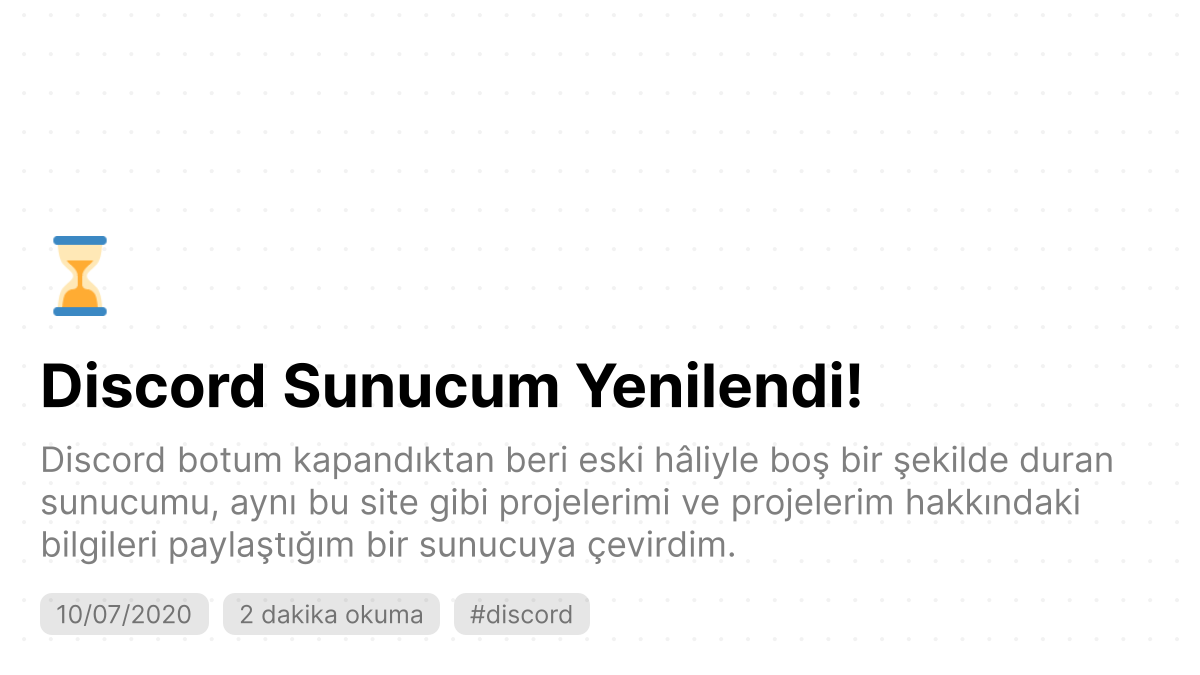 Discord Sunucum Yenilendi!
Discord botum kapandıktan beri eski hâliyle boş bir şekilde duran
sunucumu, aynı bu site gibi projelerimi ve projelerim hakkındaki
bilgileri paylaştığım bir sunucuya çevirdim.
10/07/2020 2 dakika okuma #discord